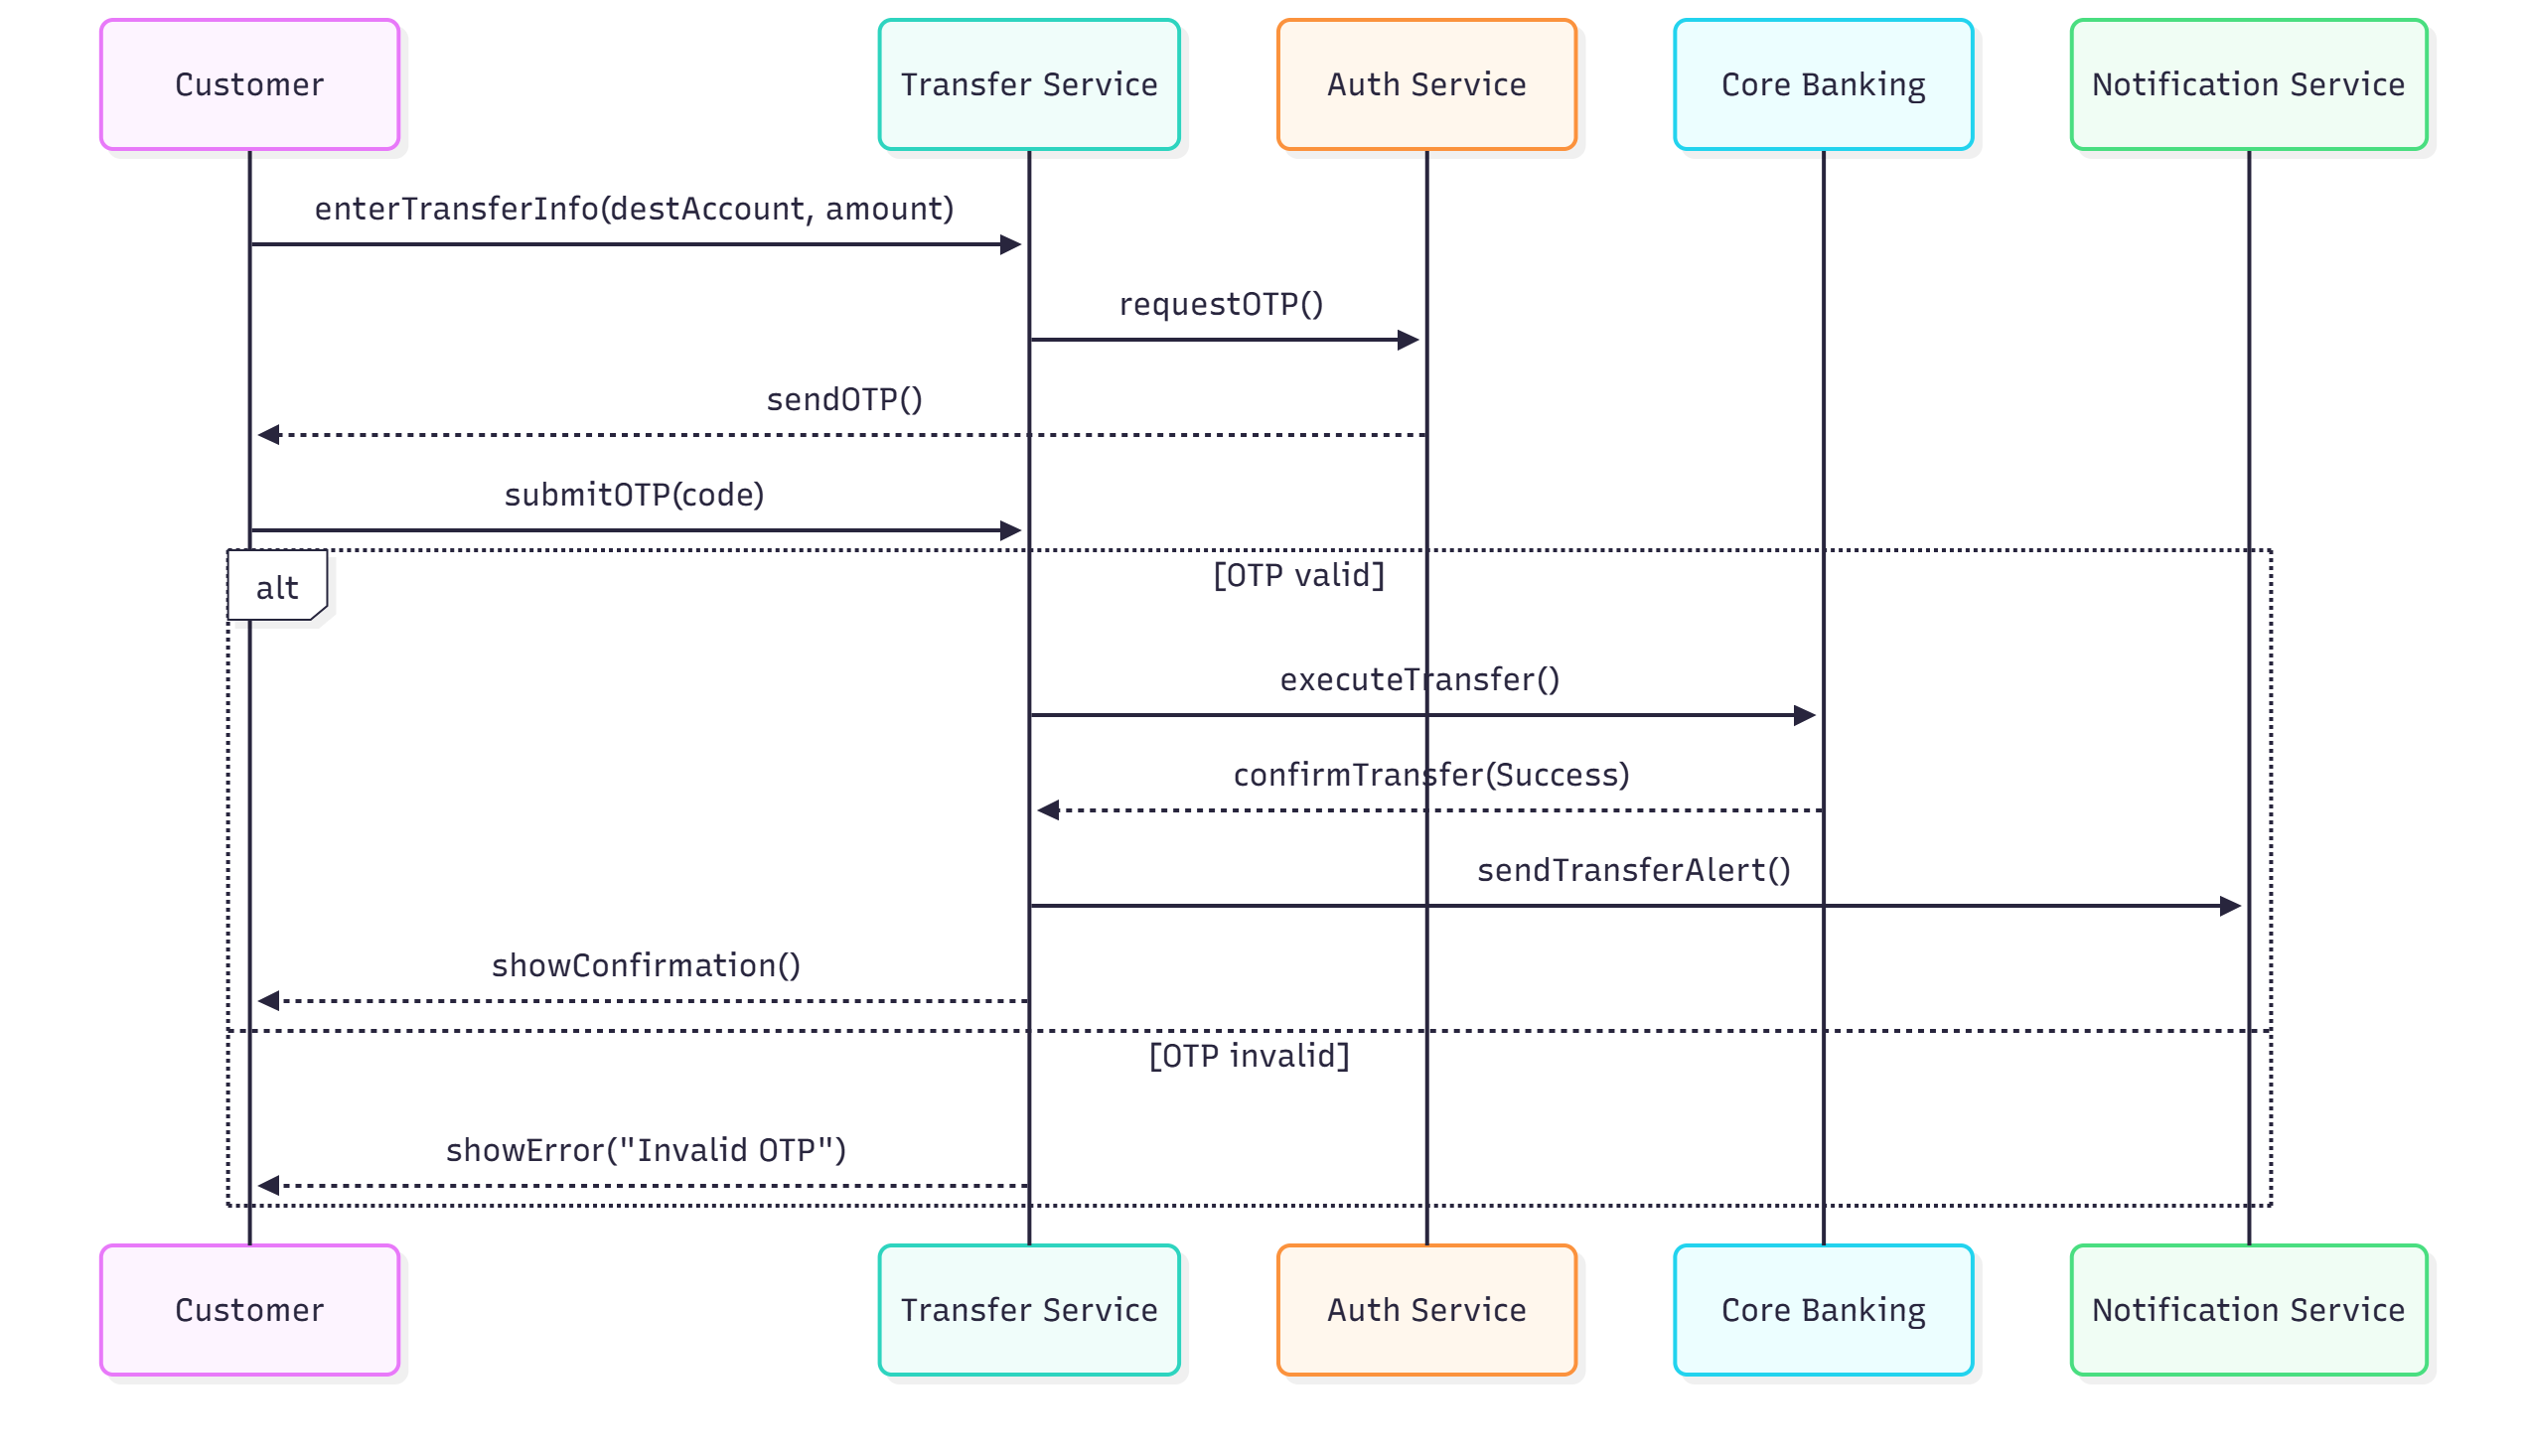 Customer
Transfer Service
Auth Service
Core Banking
Notification Service
enterTransferInfo(destAccount, amount)
requestOTP()
sendOTP()
submitOTP(code)
alt
[OTP valid]
executeTransfer()
confirmTransfer(Success)
sendTransferAlert()
showConfirmation()
[OTP invalid]
showError("Invalid OTP")
Customer
Transfer Service
Auth Service
Core Banking
Notification Service